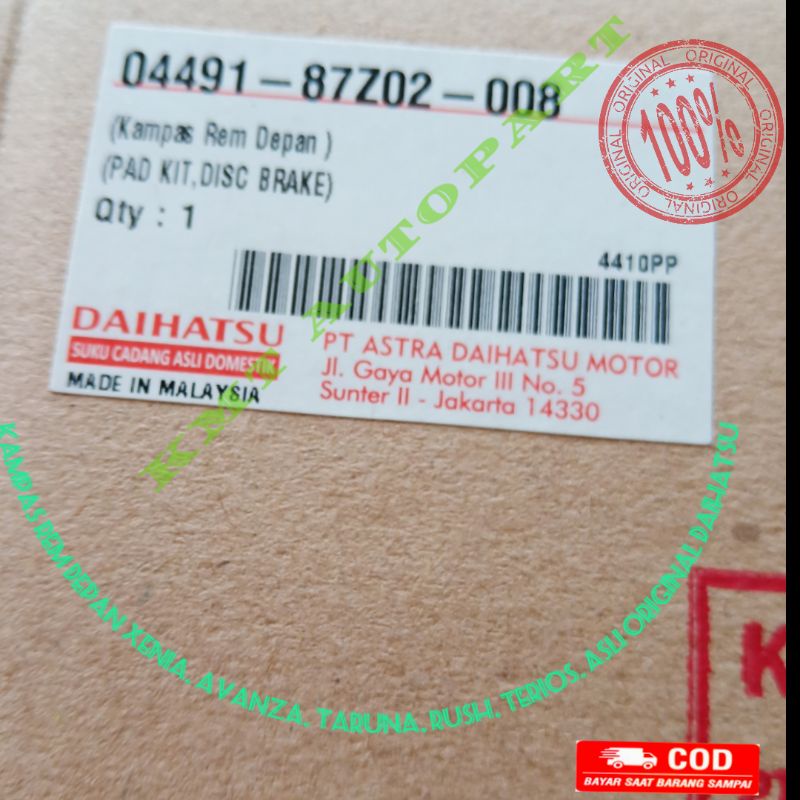 04491-87Z02-008
(Kampas Rem Depan)
(PAD KIT,DISC BRAKE)
Qty : 1
4410PP
DAIHATSU
SUKU CADANG ASLI DOMESTIK
MADE IN MALAYSIA
PT ASTRA DAIHATSU MOTOR
Jl. Gaya Motor III No. 5
Sunter II - Jakarta 14330
KMT AUTOPART
ORIGINAL ORIGINAL ORIGINAL ORIGINAL
100%
KAMPAS REM DEPAN XENIA, AVANZA, TARUNA, RUSH, TERIOS, ASLI ORIGINAL DAIHATSU
K
COD
BAYAR SAAT BARANG SAMPAI